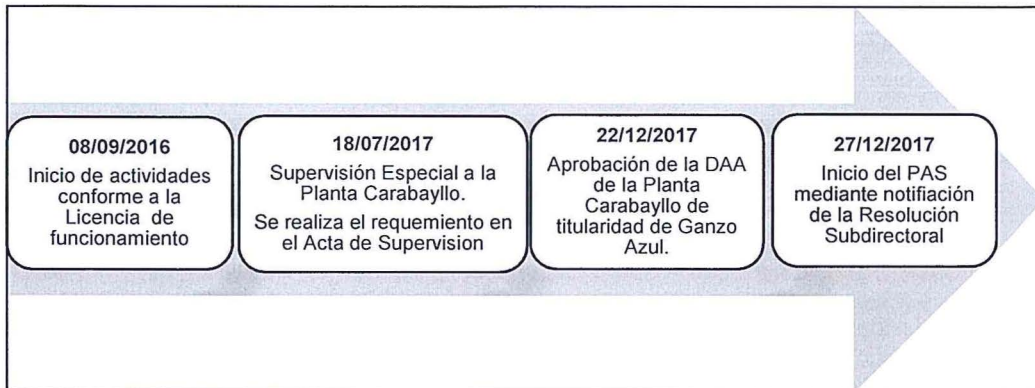 08/09/2016
Inicio de actividades
conforme a la
Licencia de
funcionamiento
18/07/2017
Supervisión Especial a la
Planta Carabayllo.
Se realiza el requemiento en
el Acta de Supervision
22/12/2017
Aprobación de la DAA
de la Planta
Carabayllo de
titularidad de Ganzo
Azul.
27/12/2017
Inicio del PAS
mediante notifiación
de la Resolución
Subdirectoral